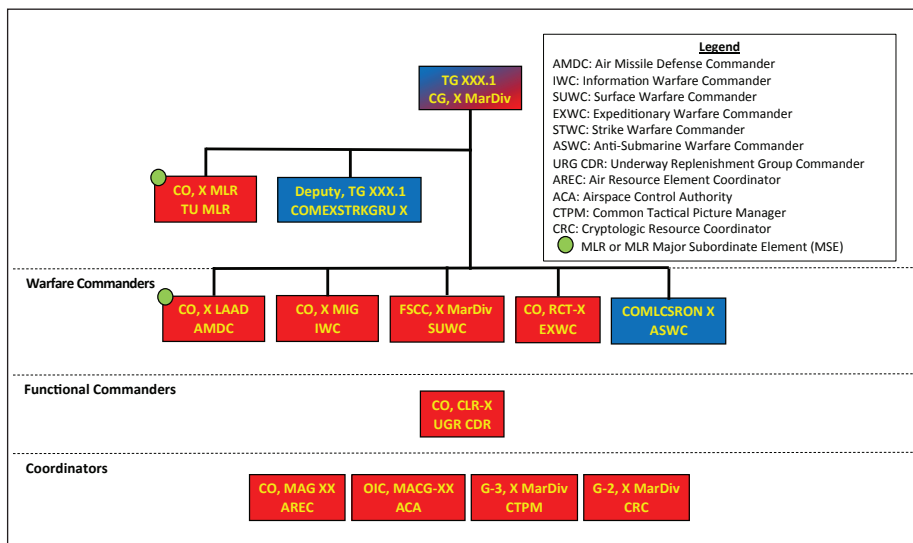 Legend
AMDC: Air Missile Defense Commander
IWC: Information Warfare Commander
SUWC: Surface Warfare Commander
EXWC: Expeditionary Warfare Commander
STWC: Strike Warfare Commander
ASWC: Anti-Submarine Warfare Commander
URG CDR: Underway Replenishment Group Commander
AREC: Air Resource Element Coordinator
ACA: Airspace Control Authority
CTPM: Common Tactical Picture Manager
CRC: Cryptologic Resource Coordinator
MLR or MLR Major Subordinate Element (MSE)
TG XXX.1
CG, X MarDiv
CO, X MLR
TU MLR
Deputy, TG XXX.1
COMEXSTRKGRU X
Warfare Commanders
CO, X LAAD
AMDC
CO, X MIG
IWC
FSCC, X MarDiv
SUWC
CO, RCT-X
EXWC
COMLCSRON X
ASWC
Functional Commanders
CO, CLR-X
UGR CDR
Coordinators
CO, MAG XX
AREC
OIC, MACG-XX
ACA
G-3, X MarDiv
CTPM
G-2, X MarDiv
CRC